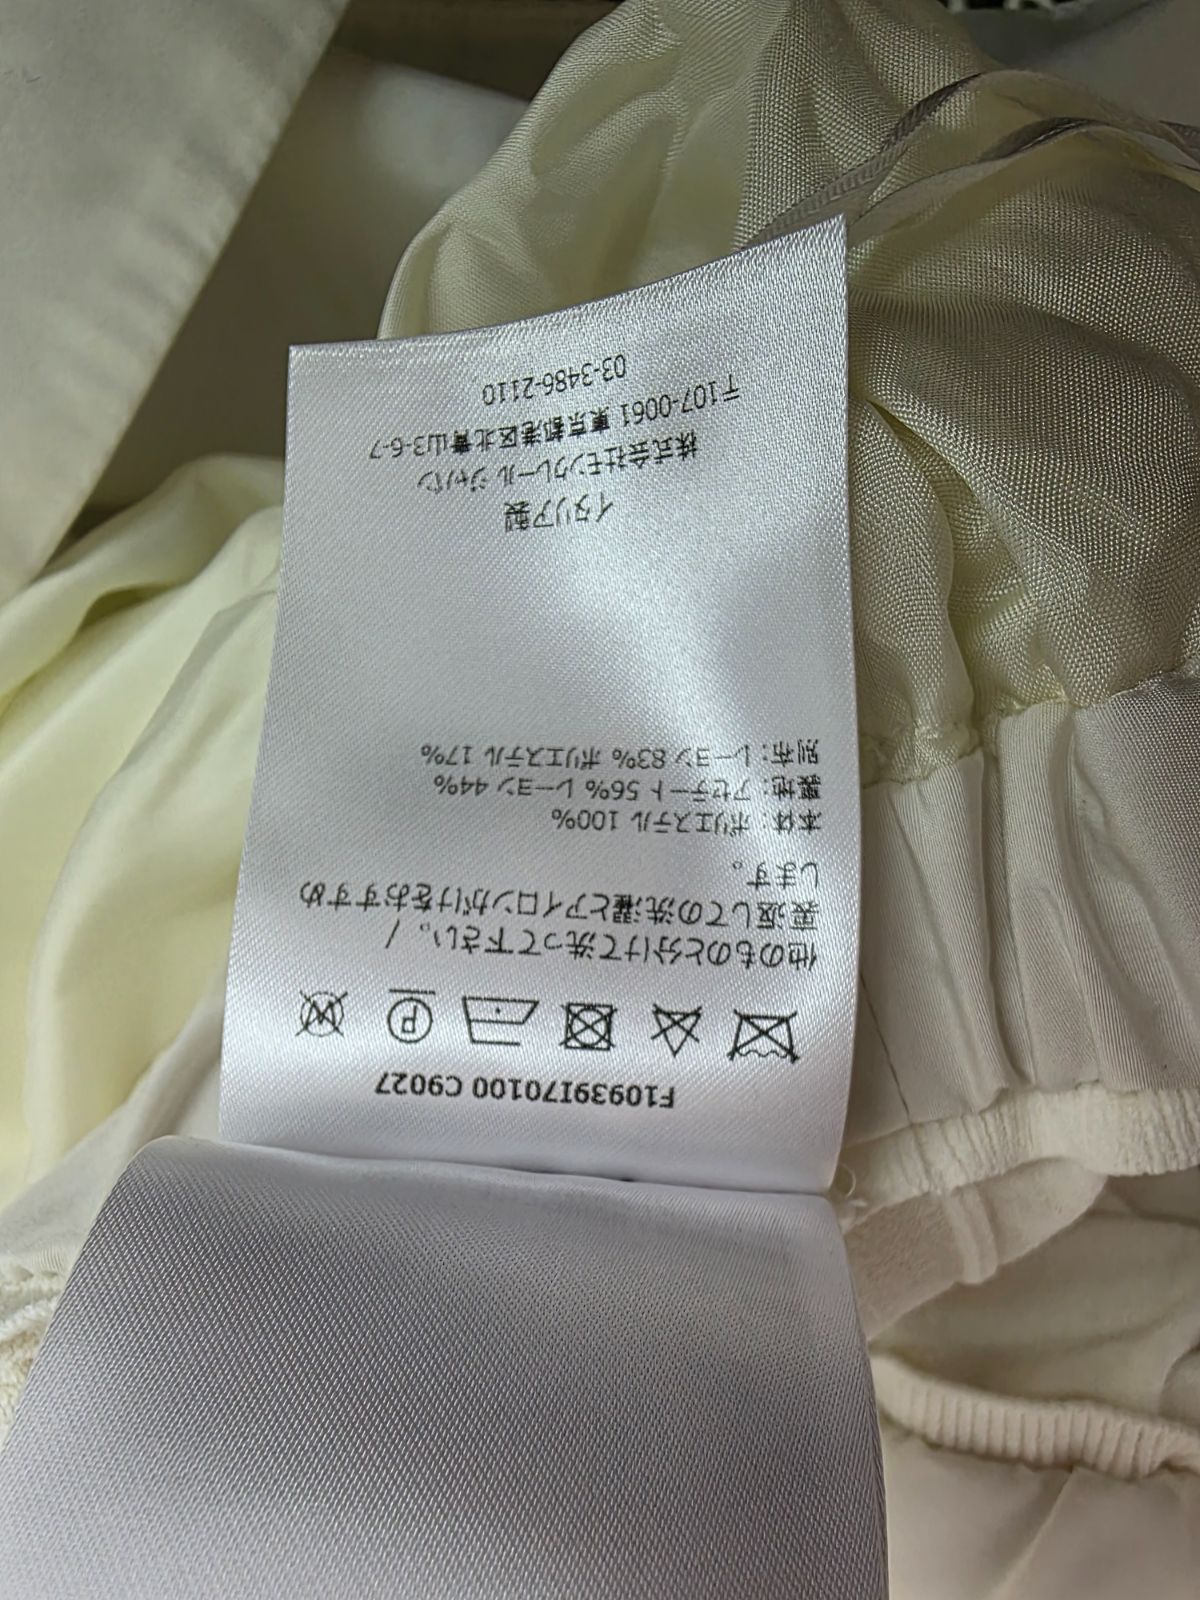 F10939I70100 C9027
他のものと分けて洗って下さい。/
裏返しての洗濯とアイロンがけをおすすめ
します。
本体: ポリエステル 100%
裏地: アセテート 56% レーヨン 44%
別布: レーヨン 83% ポリエステル 17%
イタリア製
株式会社モンクレール ジャパン
〒107-0061 東京都港区北青山3-6-7
03-3486-2110